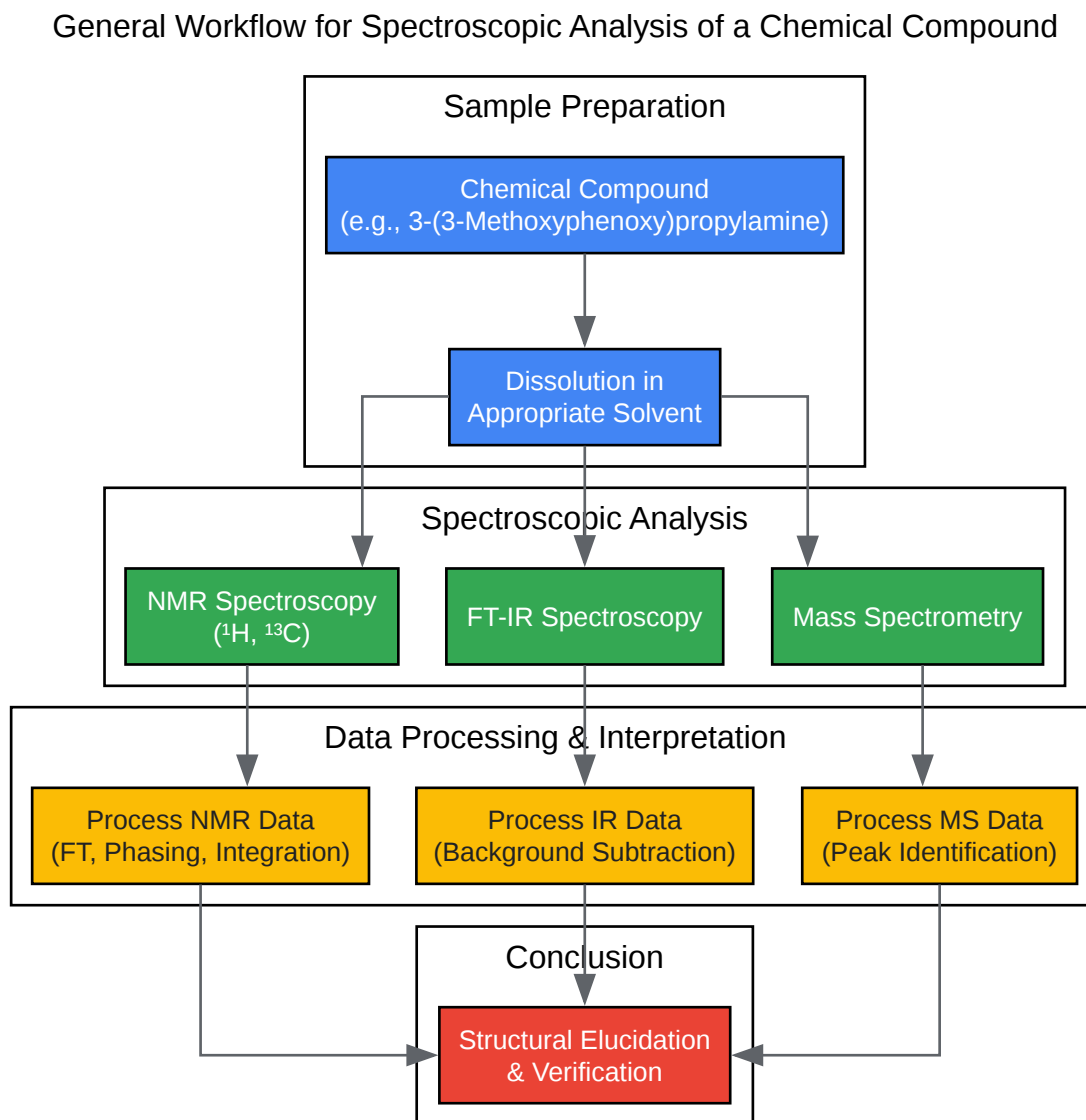 General Workflow for Spectroscopic Analysis of a Chemical Compound
Sample Preparation
Chemical Compound
(e.g., 3-(3-Methoxyphenoxy)propylamine)
Dissolution in
Appropriate Solvent
Spectroscopic Analysis
NMR Spectroscopy
(¹H, ¹³C)
FT-IR Spectroscopy
Mass Spectrometry
Data Processing & Interpretation
Process NMR Data
(FT, Phasing, Integration)
Process IR Data
(Background Subtraction)
Process MS Data
(Peak Identification)
Conclusion
Structural Elucidation
& Verification